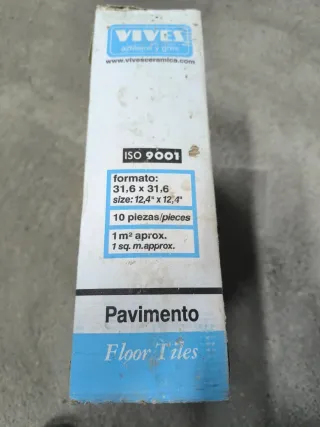 VIVES
azulejos y gres
www.vivesceramica.com
ISO 9001
formato:
31,6 x 31,6
size: 12,4" x 12,4"
10 piezas/pieces
1 m² aprox.
1 sq. m. approx.
Pavimento
Floor Tiles